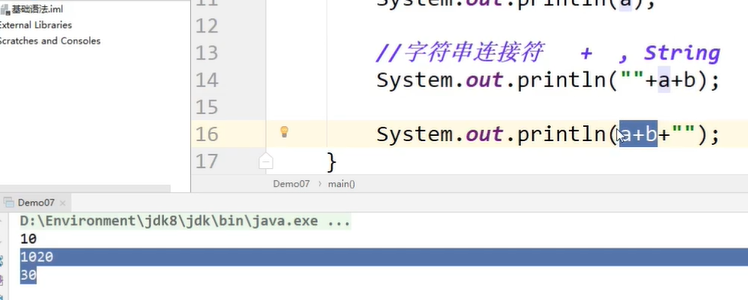 基础语法.iml
External Libraries
Scratches and Consoles
11 System.out.println(a);
12
13 //字符串连接符 + , String
14 System.out.println(""+a+b);
15
16 System.out.println(a+b+"");
17 }
Demo07 > main()
Demo07 ×
D:\Environment\jdk8\jdk\bin\java.exe ...
10
1020
30